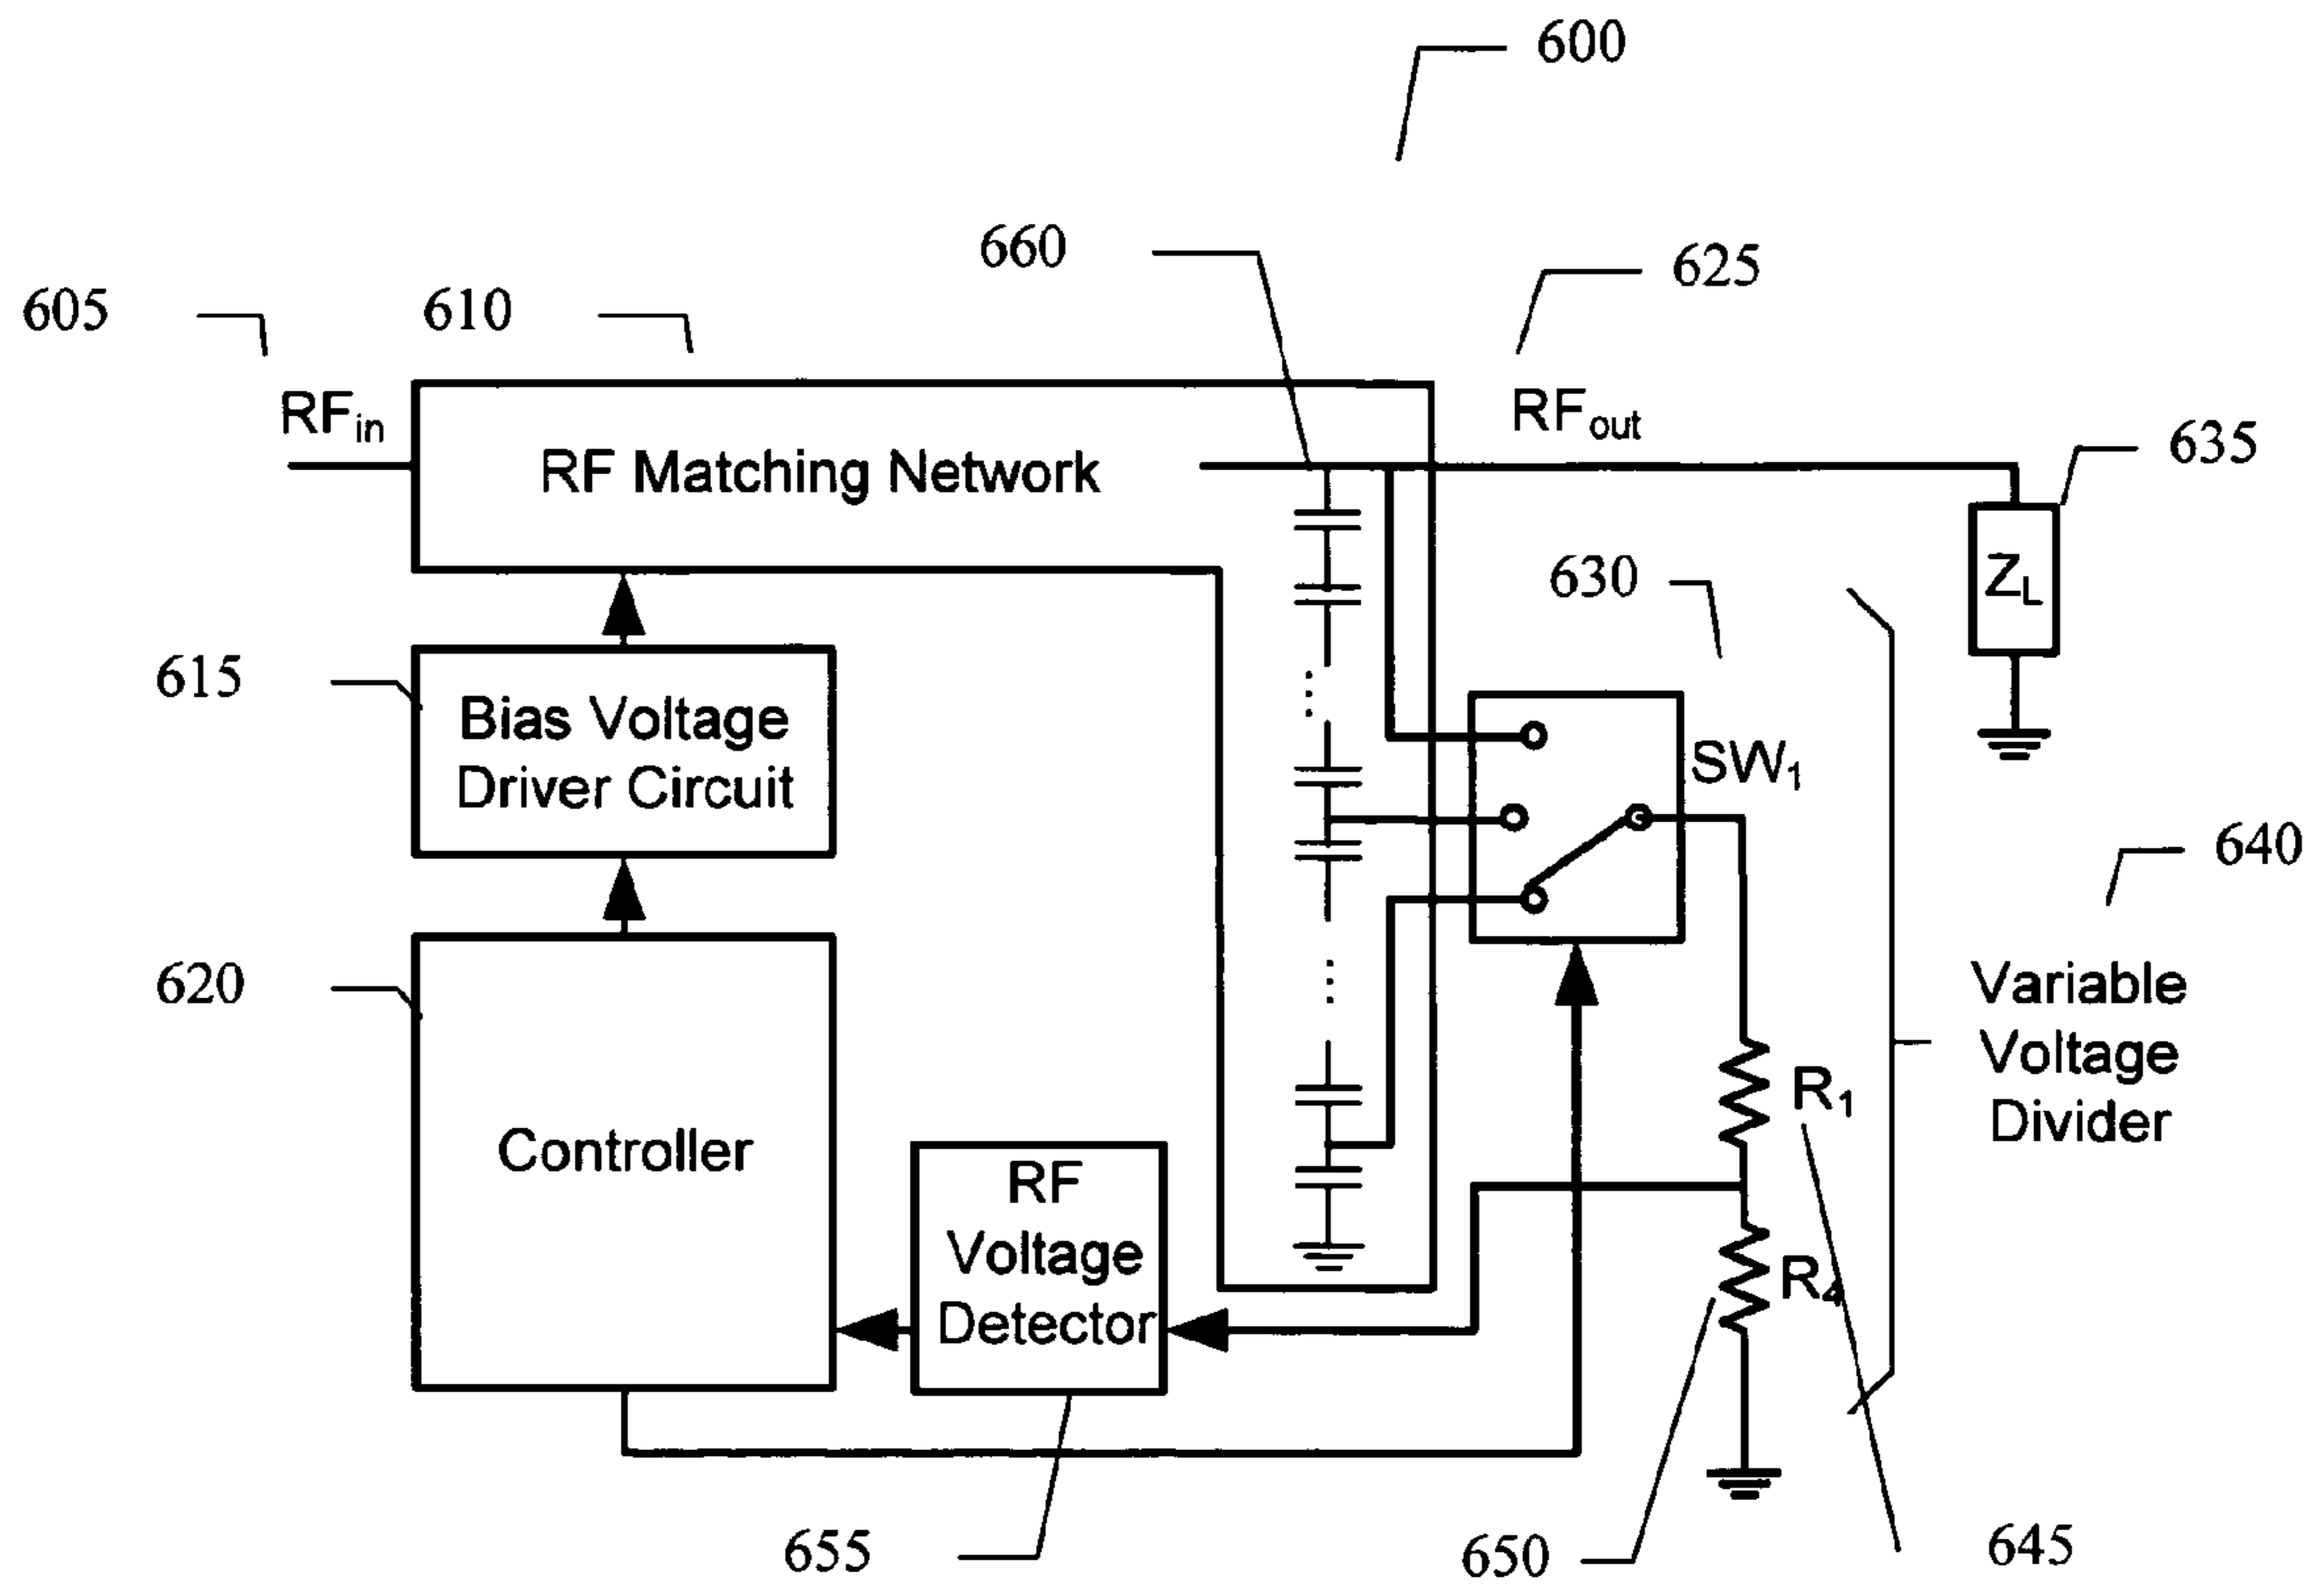 600
660
625
605
610
RFin
RFout
635
RF Matching Network
630
ZL
615
Bias Voltage
Driver Circuit
SW1
640
620
Variable
Voltage
Divider
Controller
R1
RF
Voltage
Detector
R4
655
650
645